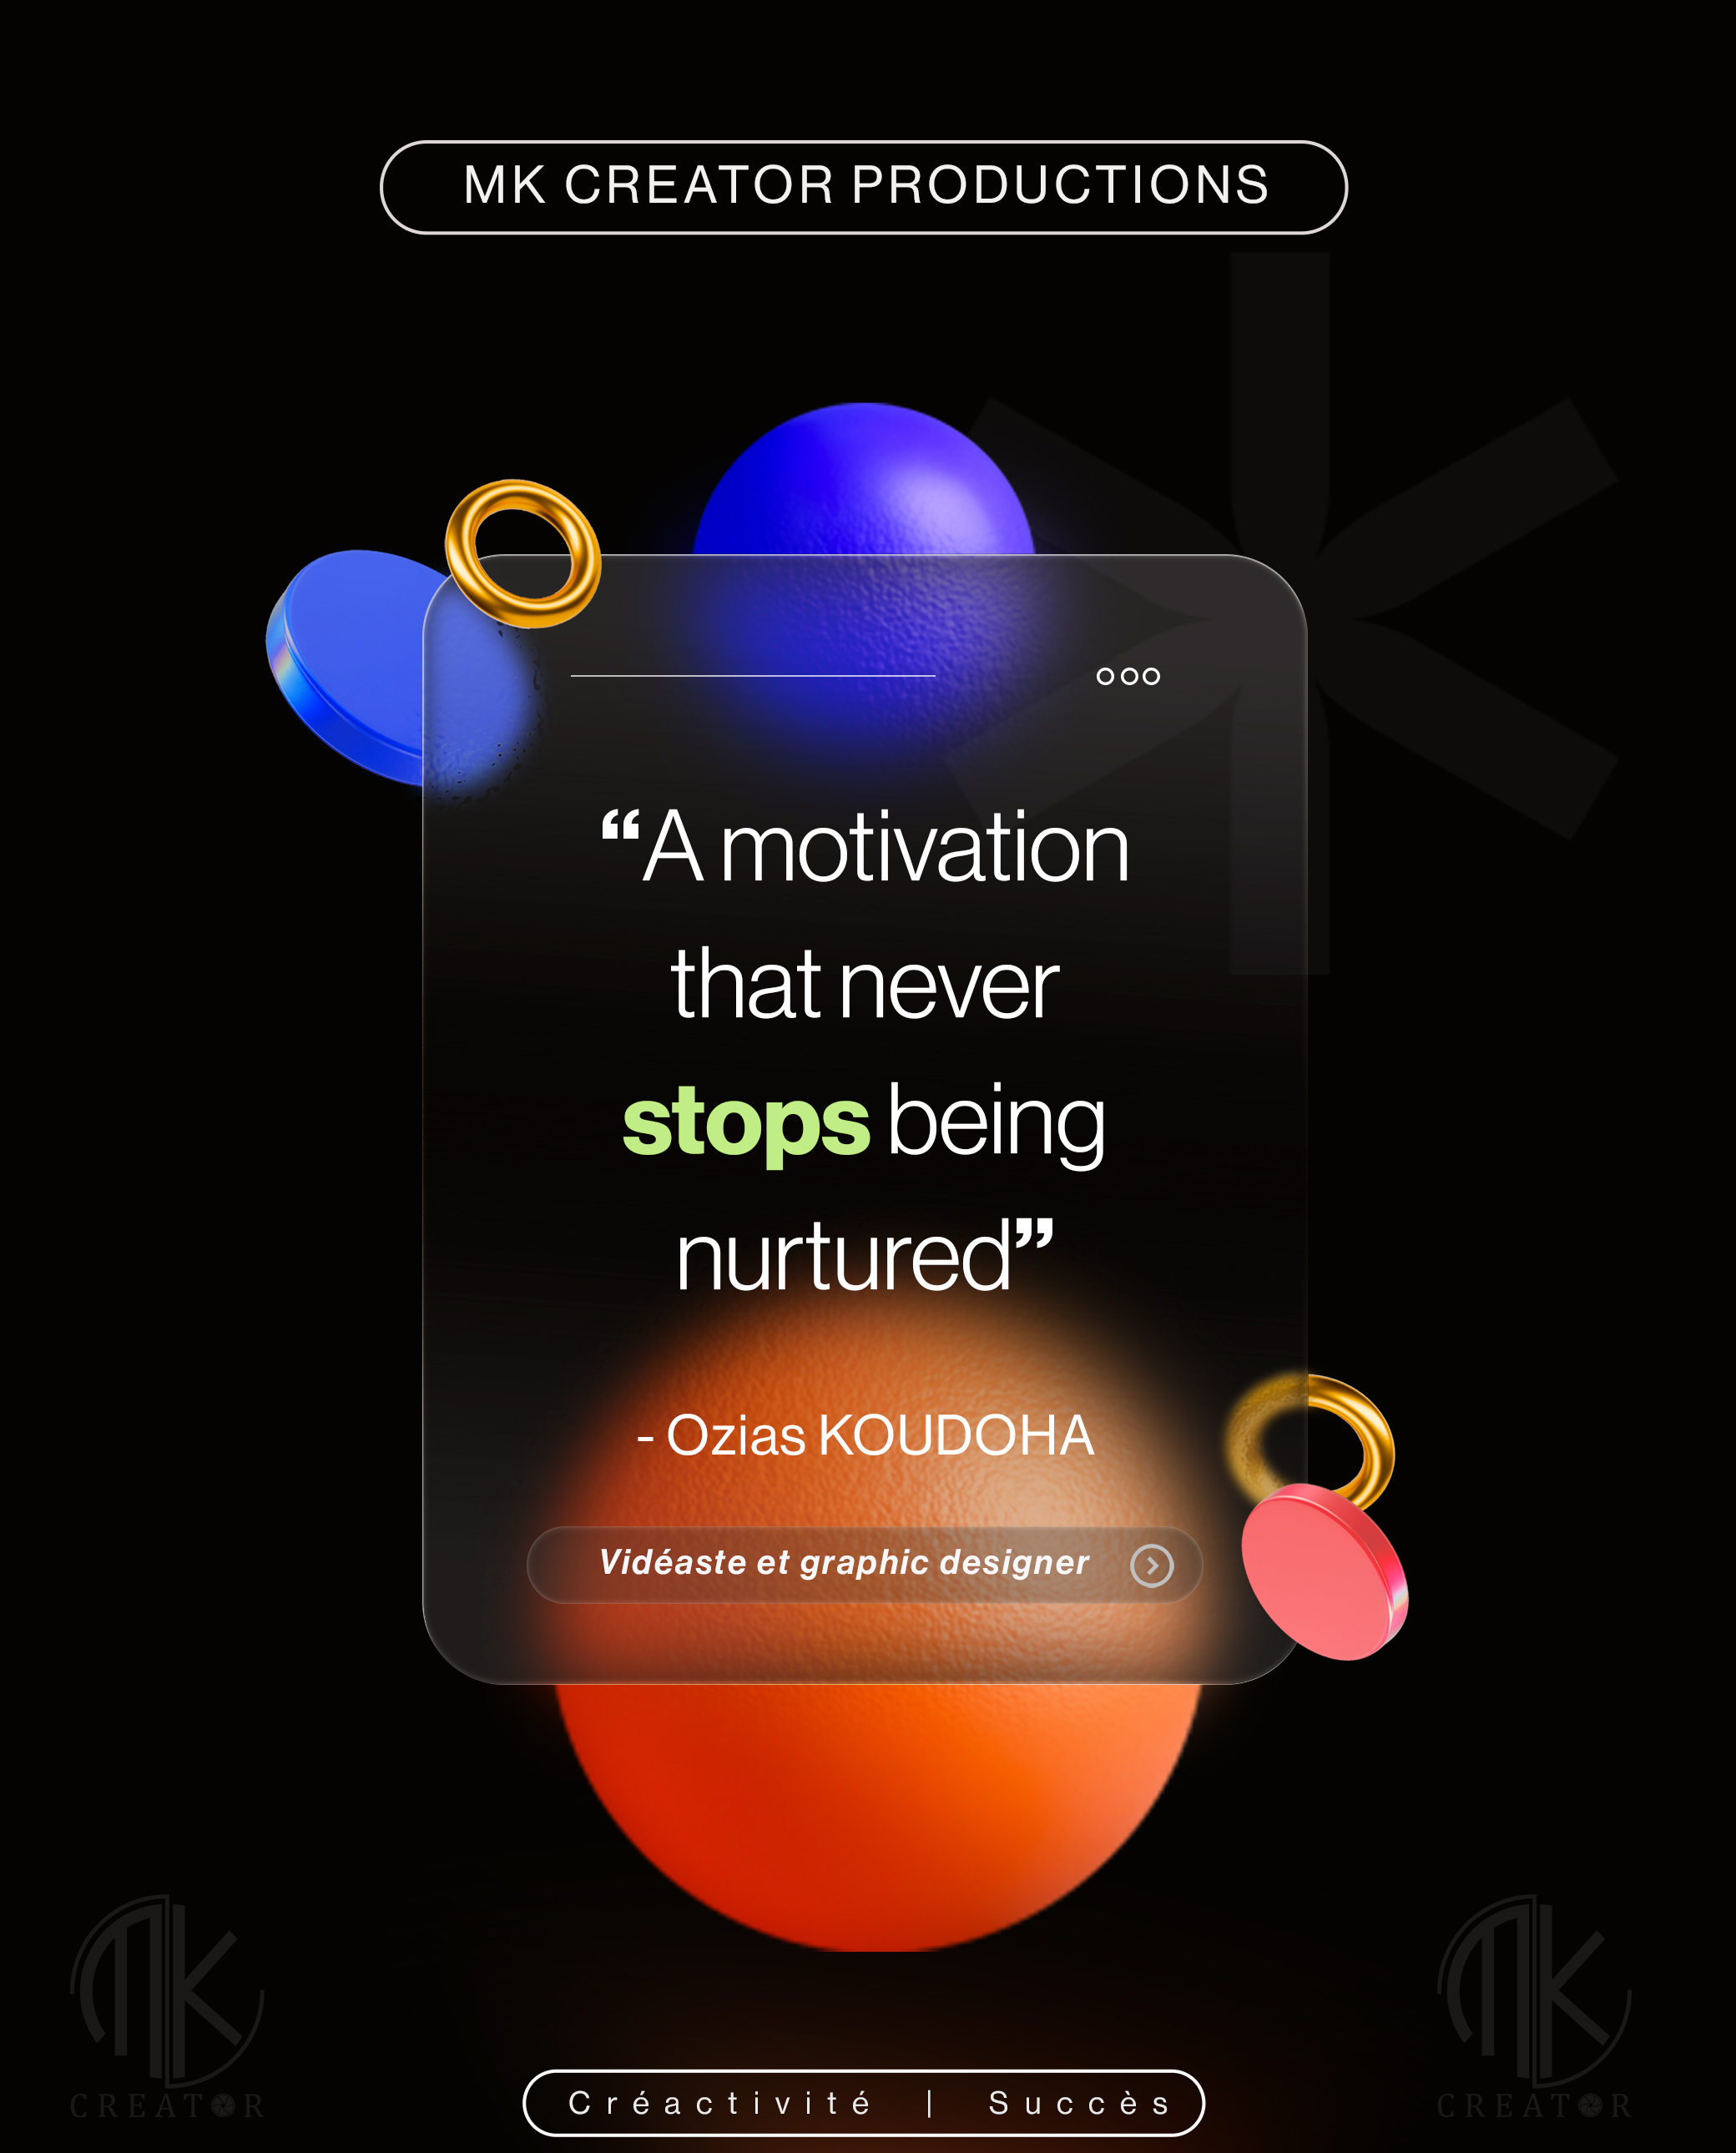 MK CREATOR PRODUCTIONS
“A motivation
that never
stops being
nurtured”
- Ozias KOUDOHA
Vidéaste et graphic designer
MK
CREATOR
MK
CREATOR
Créactivité | Succès